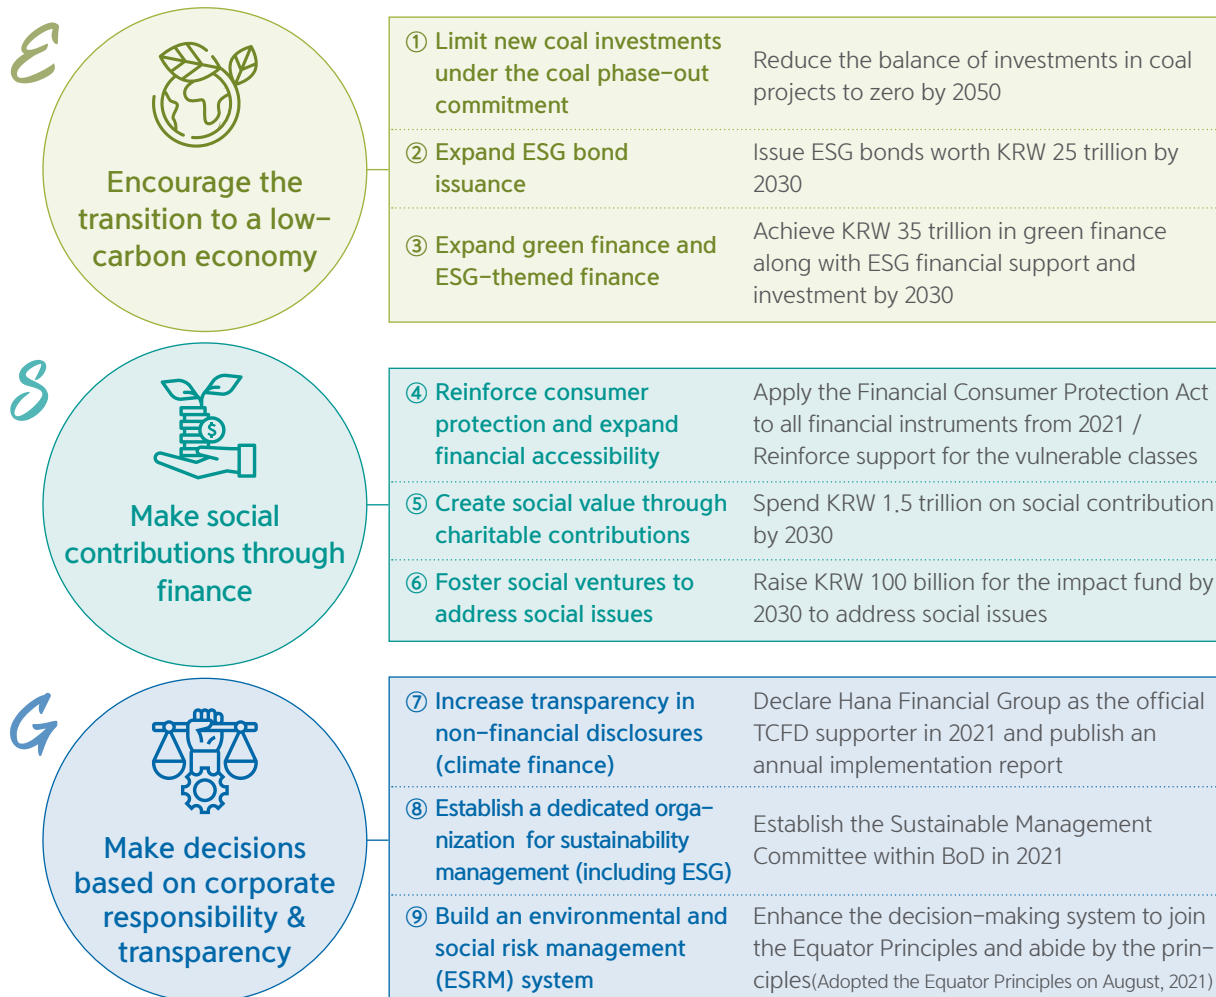 E
Encourage the
transition to a low-
carbon economy
① Limit new coal investments
under the coal phase-out
commitment
Reduce the balance of investments in coal
projects to zero by 2050
② Expand ESG bond
issuance
Issue ESG bonds worth KRW 25 trillion by
2030
③ Expand green finance and
ESG-themed finance
Achieve KRW 35 trillion in green finance
along with ESG financial support and
investment by 2030
S
$
Make social
contributions through
finance
④ Reinforce consumer
protection and expand
financial accessibility
Apply the Financial Consumer Protection Act
to all financial instruments from 2021 /
Reinforce support for the vulnerable classes
⑤ Create social value through
charitable contributions
Spend KRW 1.5 trillion on social contribution
by 2030
⑥ Foster social ventures to
address social issues
Raise KRW 100 billion for the impact fund by
2030 to address social issues
G
Make decisions
based on corporate
responsibility &
transparency
⑦ Increase transparency in
non-financial disclosures
(climate finance)
Declare Hana Financial Group as the official
TCFD supporter in 2021 and publish an
annual implementation report
⑧ Establish a dedicated orga-
nization for sustainability
management (including ESG)
Establish the Sustainable Management
Committee within BoD in 2021
⑨ Build an environmental and
social risk management
(ESRM) system
Enhance the decision-making system to join
the Equator Principles and abide by the prin-
ciples(Adopted the Equator Principles on August, 2021)